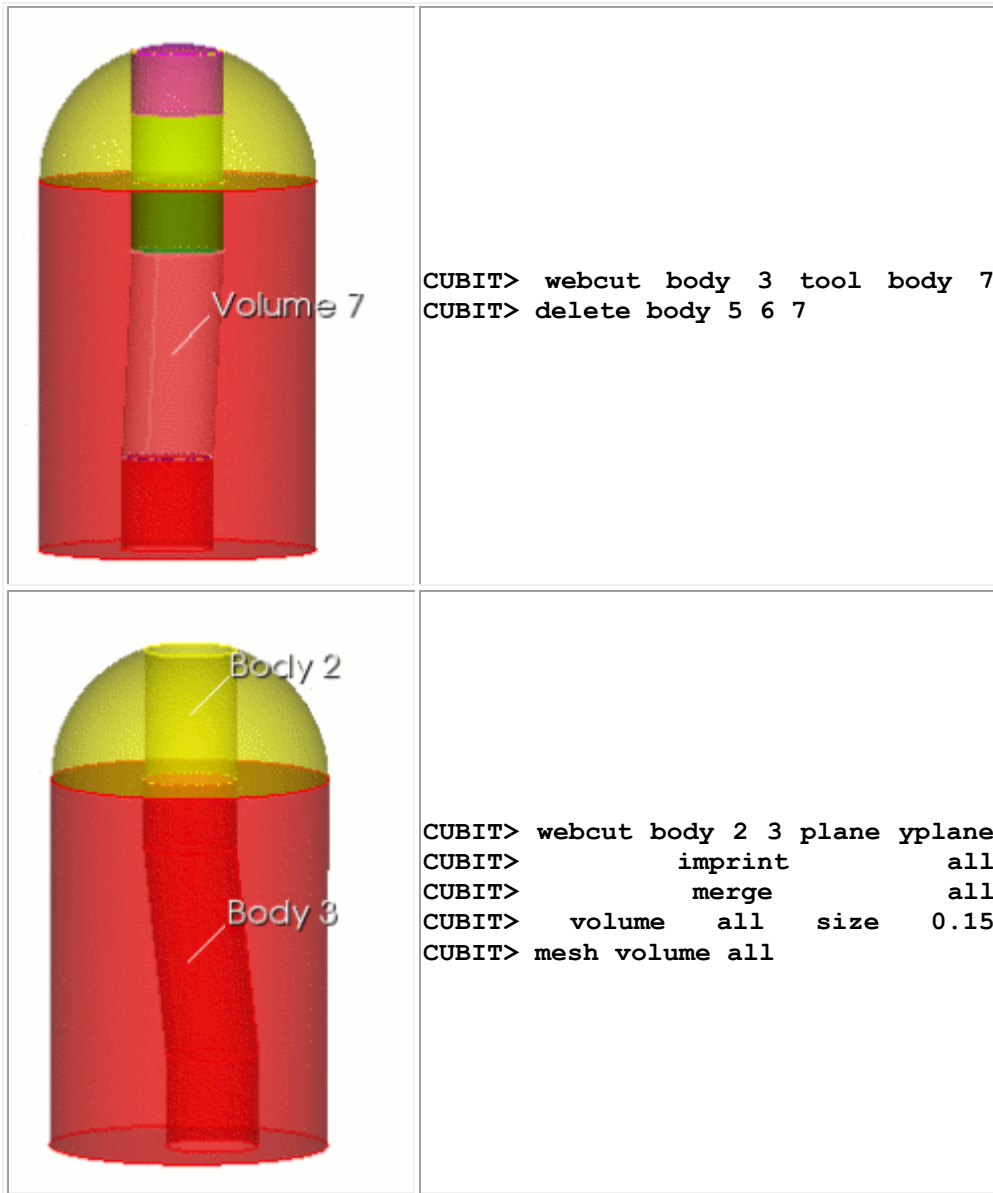 Volume 7
CUBIT> webcut body 3 tool body 7
CUBIT> delete body 5 6 7
Body 2
Body 3
CUBIT> webcut body 2 3 plane yplane
CUBIT> imprint all
CUBIT> merge all
CUBIT> volume all size 0.15
CUBIT> mesh volume all